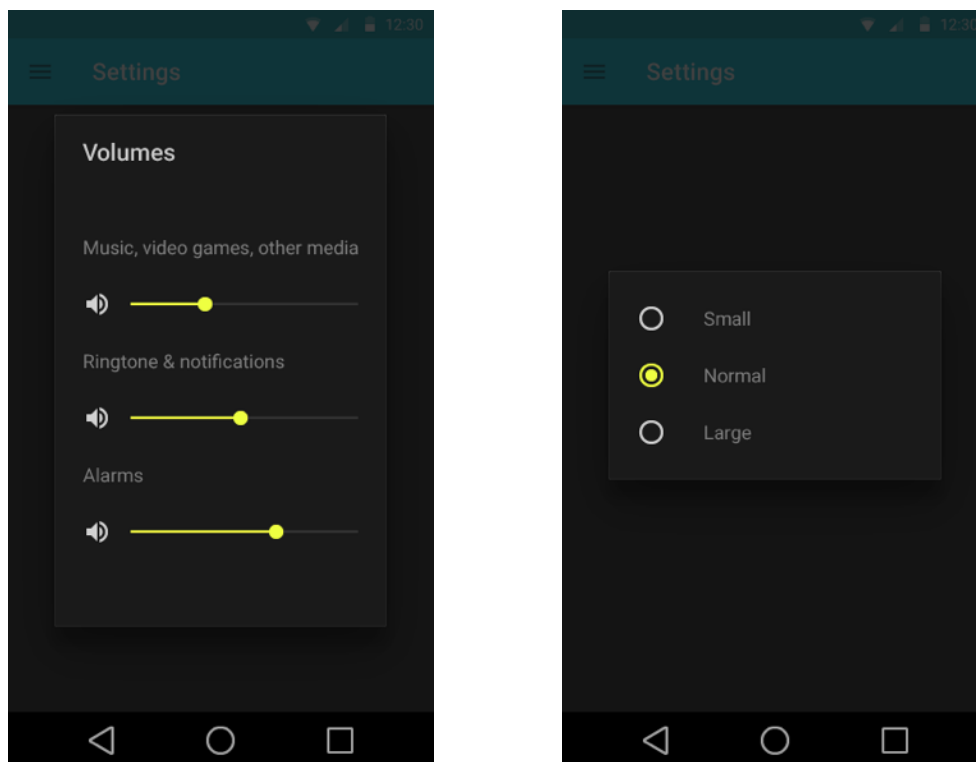 12:30
Settings
Volumes
Music, video games, other media
Ringtone & notifications
Alarms
12:30
Settings
Small
Normal
Large